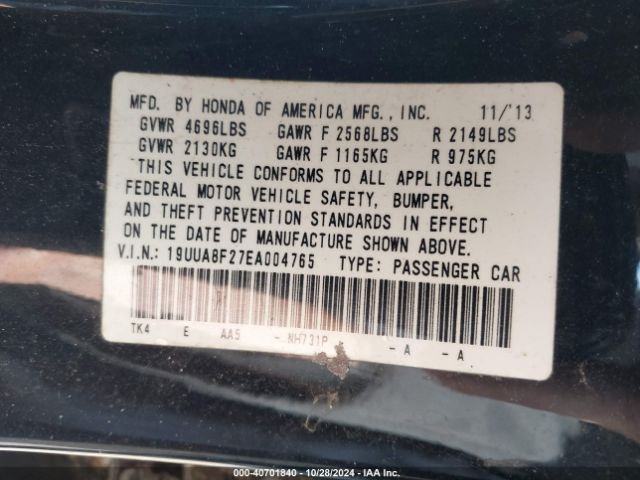 MFD. BY HONDA OF AMERICA MFG., INC. 11/'13
GVWR 4696LBS GAWR F 2568LBS R 2149LBS
GVWR 2130KG GAWR F 1165KG R 975KG
THIS VEHICLE CONFORMS TO ALL APPLICABLE
FEDERAL MOTOR VEHICLE SAFETY, BUMPER,
AND THEFT PREVENTION STANDARDS IN EFFECT
ON THE DATE OF MANUFACTURE SHOWN ABOVE.
V.I.N.: 19UUA8F27EA004765 TYPE: PASSENGER CAR
TK4 E AA5 - NH731P - A - A
000-40701840 - 10/28/2024 - IAA Inc.